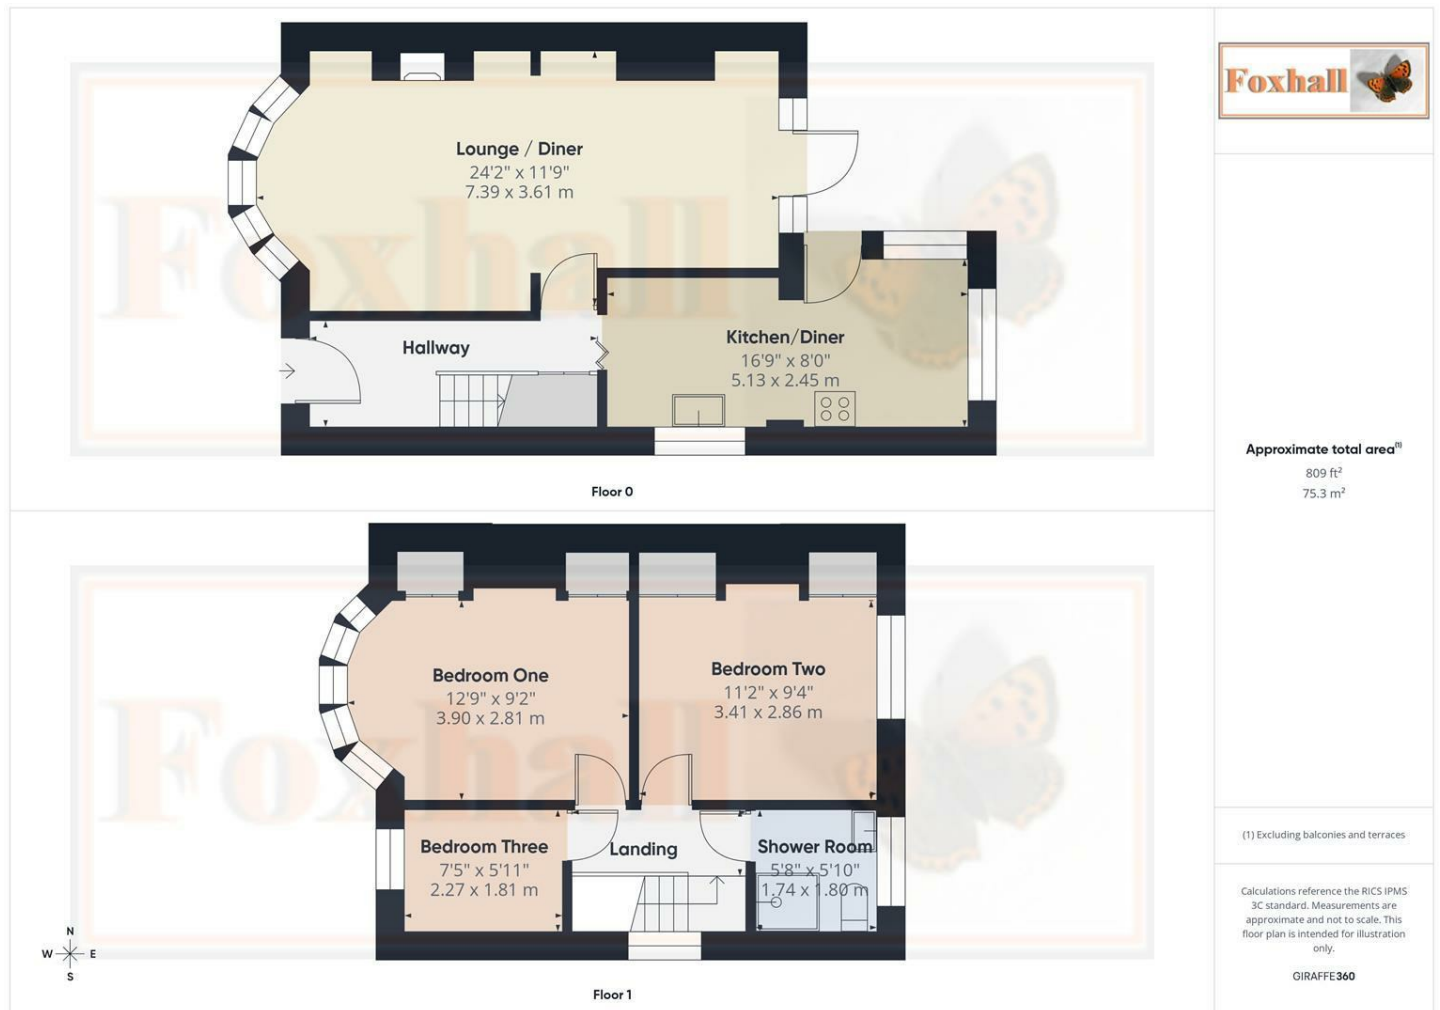 Lounge / Diner
24'2" x 11'9"
7.39 x 3.61 m
Hallway
Kitchen/Diner
16'9" x 8'0"
5.13 x 2.45 m
Foxhall
Floor 0
Bedroom One
12'9" x 9'2"
3.90 x 2.81 m
Bedroom Two
11'2" x 9'4"
3.41 x 2.86 m
Bedroom Three
7'5" x 5'11"
2.27 x 1.81 m
Landing
Shower Room
5'8" x 5'10"
1.74 x 1.80 m
Foxhall
N
W E
S
Floor 1
Foxhall
Approximate total area(1)
809 ft²
75.3 m²
(1) Excluding balconies and terraces
Calculations reference the RICS IPMS
3C standard. Measurements are
approximate and not to scale. This
floor plan is intended for illustration
only.
GIRAFFE360